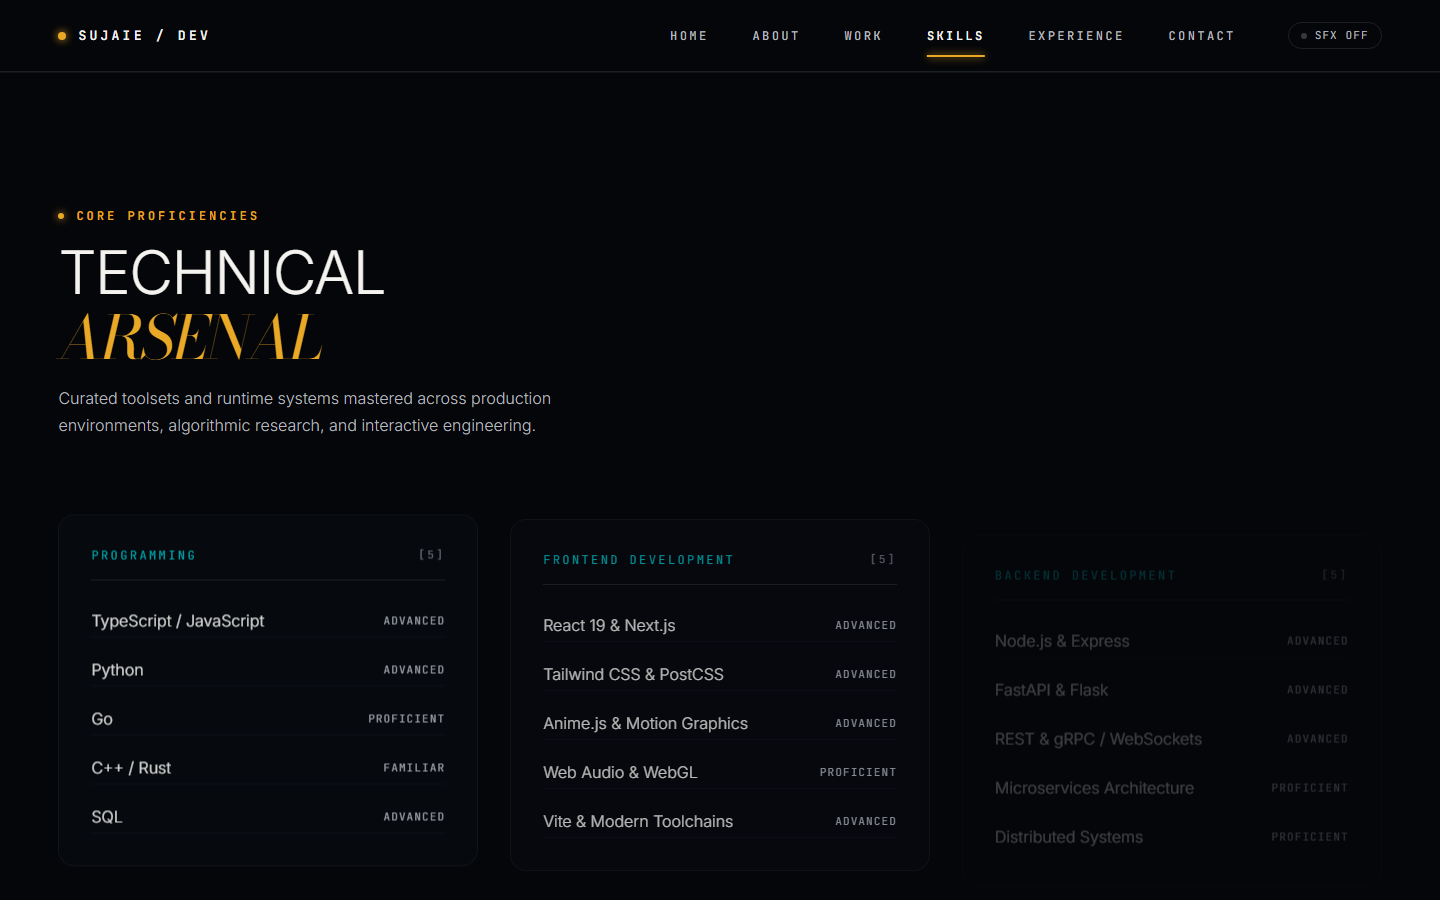 SUJAIE / DEV
HOME ABOUT WORK SKILLS EXPERIENCE CONTACT SFX OFF
CORE PROFICIENCIES
TECHNICAL
ARSENAL
Curated toolsets and runtime systems mastered across production
environments, algorithmic research, and interactive engineering.
PROGRAMMING [5]
TypeScript / JavaScript ADVANCED
Python ADVANCED
Go PROFICIENT
C++ / Rust FAMILIAR
SQL ADVANCED
FRONTEND DEVELOPMENT [5]
React 19 & Next.js ADVANCED
Tailwind CSS & PostCSS ADVANCED
Anime.js & Motion Graphics ADVANCED
Web Audio & WebGL PROFICIENT
Vite & Modern Toolchains ADVANCED
BACKEND DEVELOPMENT [5]
Node.js & Express ADVANCED
FastAPI & Flask ADVANCED
REST & gRPC / WebSockets ADVANCED
Microservices Architecture PROFICIENT
Distributed Systems PROFICIENT